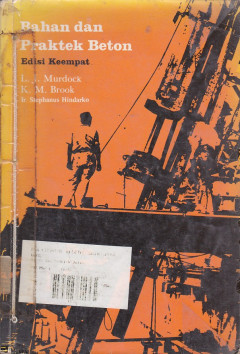 Bahan dan
Praktek Beton
Edisi Keempat
L. J. Murdock
K. M. Brook
Ir. Stephanus Hindarko